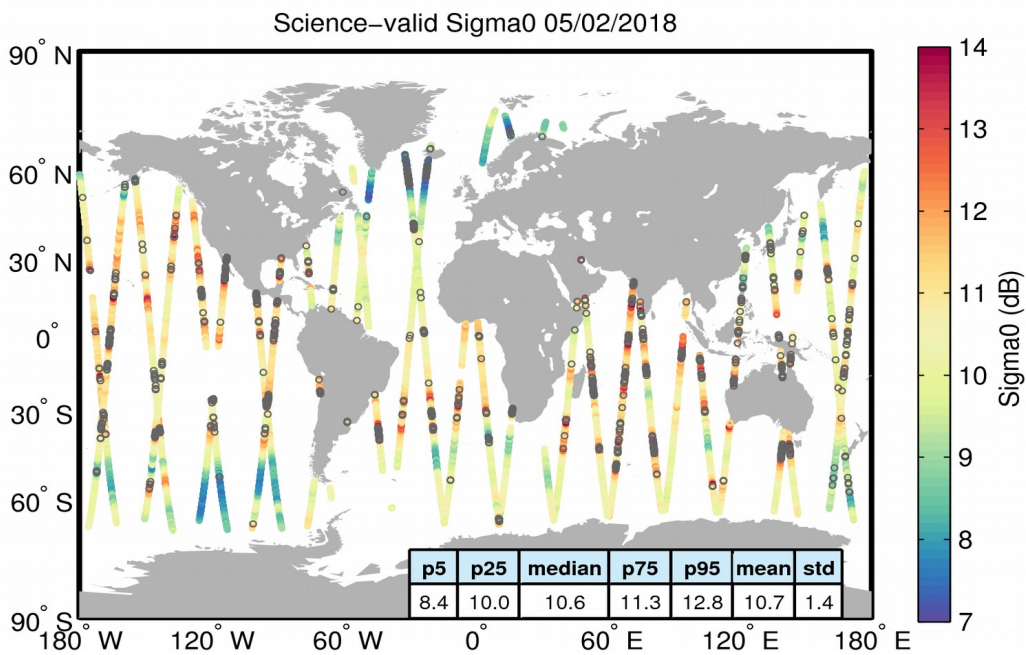 Science−valid Sigma0 05/02/2018
90° N
60° N
30° N
0°
30° S
60° S
90° S
180° W
120° W
60° W
0°
60° E
120° E
180° E
p5 p25 median p75 p95 mean std
8.4 10.0 10.6 11.3 12.8 10.7 1.4
14
13
12
11
10
9
8
7
Sigma0 (dB)